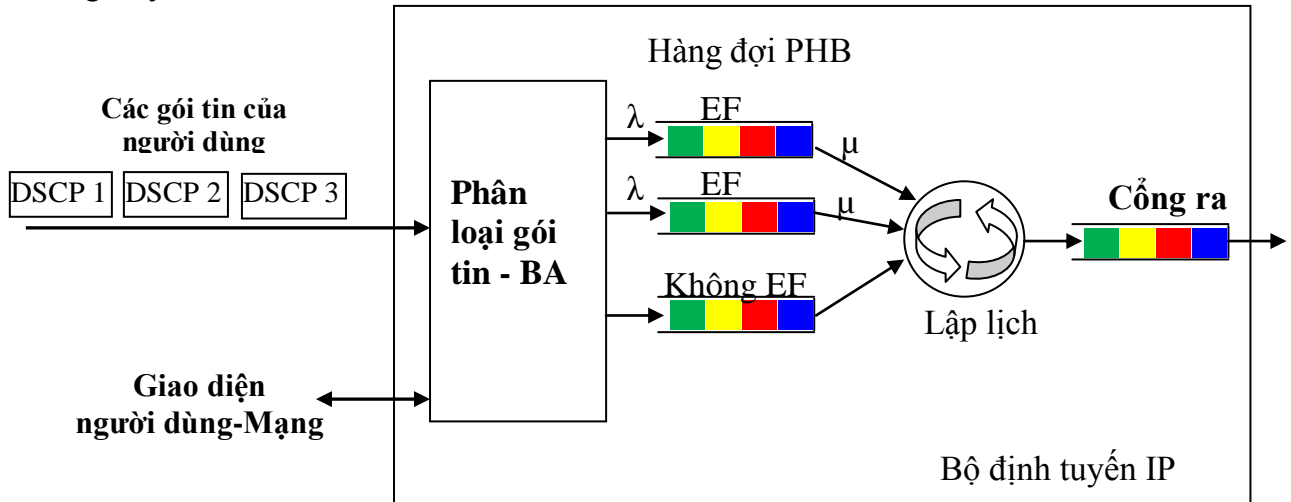 Hàng đợi PHB
Các gói tin của
người dùng
DSCP 1 DSCP 2 DSCP 3
Phân
loại gói
tin - BA
λ EF μ
λ EF μ
Không EF
Lập lịch
Cổng ra
Giao diện
người dùng-Mạng
Bộ định tuyến IP